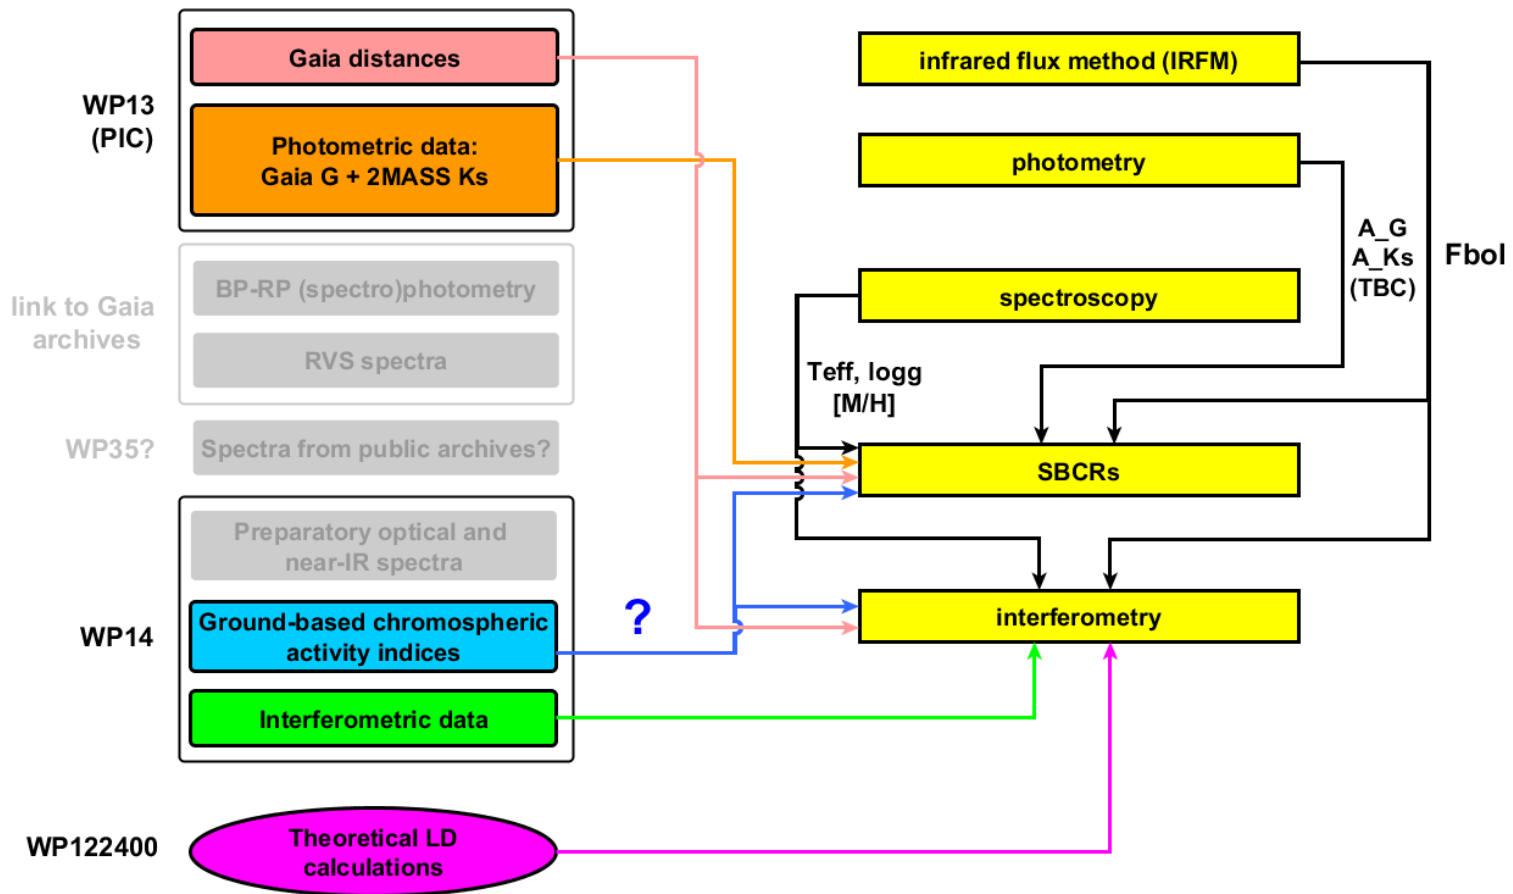 WP13
(PIC)
Gaia distances
Photometric data:
Gaia G + 2MASS Ks
link to Gaia
archives
BP-RP (spectro)photometry
RVS spectra
WP35?
Spectra from public archives?
WP14
Preparatory optical and
near-IR spectra
Ground-based chromospheric
activity indices
Interferometric data
?
WP122400
Theoretical LD
calculations
infrared flux method (IRFM)
photometry
A_G
A_Ks
(TBC)
Fbol
spectroscopy
Teff, logg
[M/H]
SBCRs
interferometry